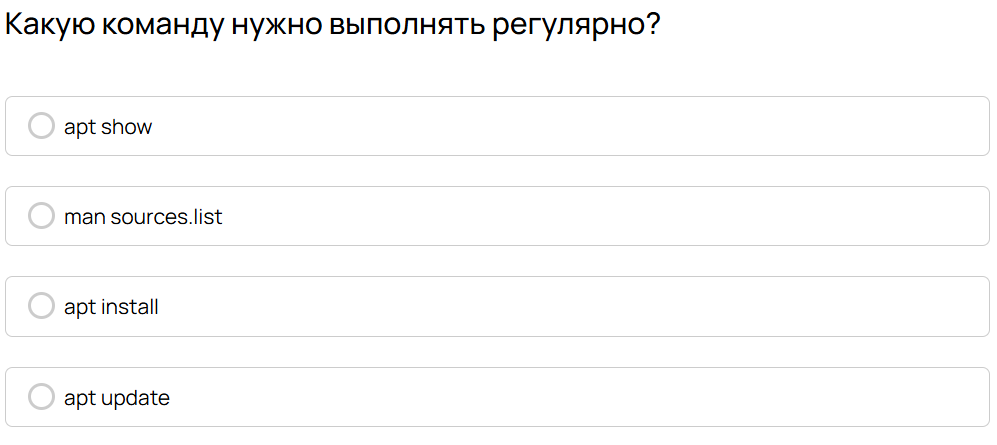 Какую команду нужно выполнять регулярно?
apt show
man sources.list
apt install
apt update